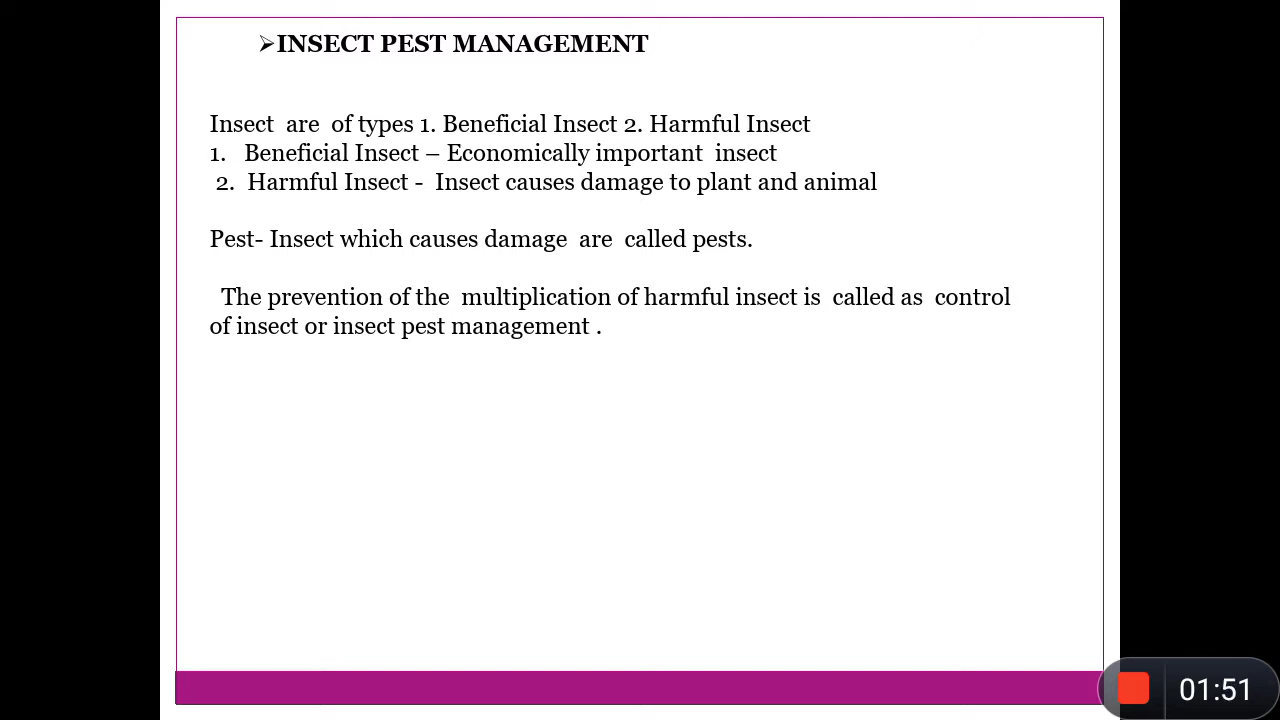 ➢INSECT PEST MANAGEMENT
Insect are of types 1. Beneficial Insect 2. Harmful Insect
1. Beneficial Insect – Economically important insect
2. Harmful Insect - Insect causes damage to plant and animal
Pest- Insect which causes damage are called pests.
The prevention of the multiplication of harmful insect is called as control
of insect or insect pest management .
01:51